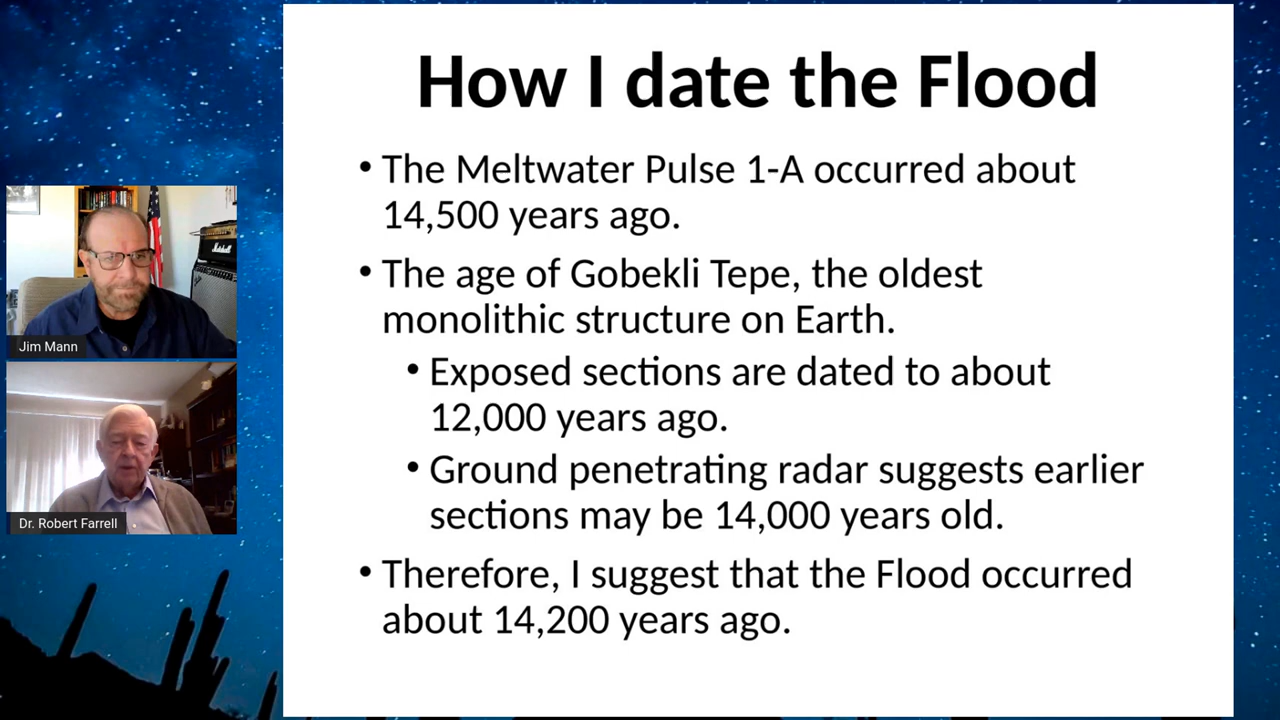 How I date the Flood
• The Meltwater Pulse 1-A occurred about
14,500 years ago.
• The age of Gobekli Tepe, the oldest
monolithic structure on Earth.
• Exposed sections are dated to about
12,000 years ago.
• Ground penetrating radar suggests earlier
sections may be 14,000 years old.
• Therefore, I suggest that the Flood occurred
about 14,200 years ago.
Marshall
Jim Mann
Dr. Robert Farrell